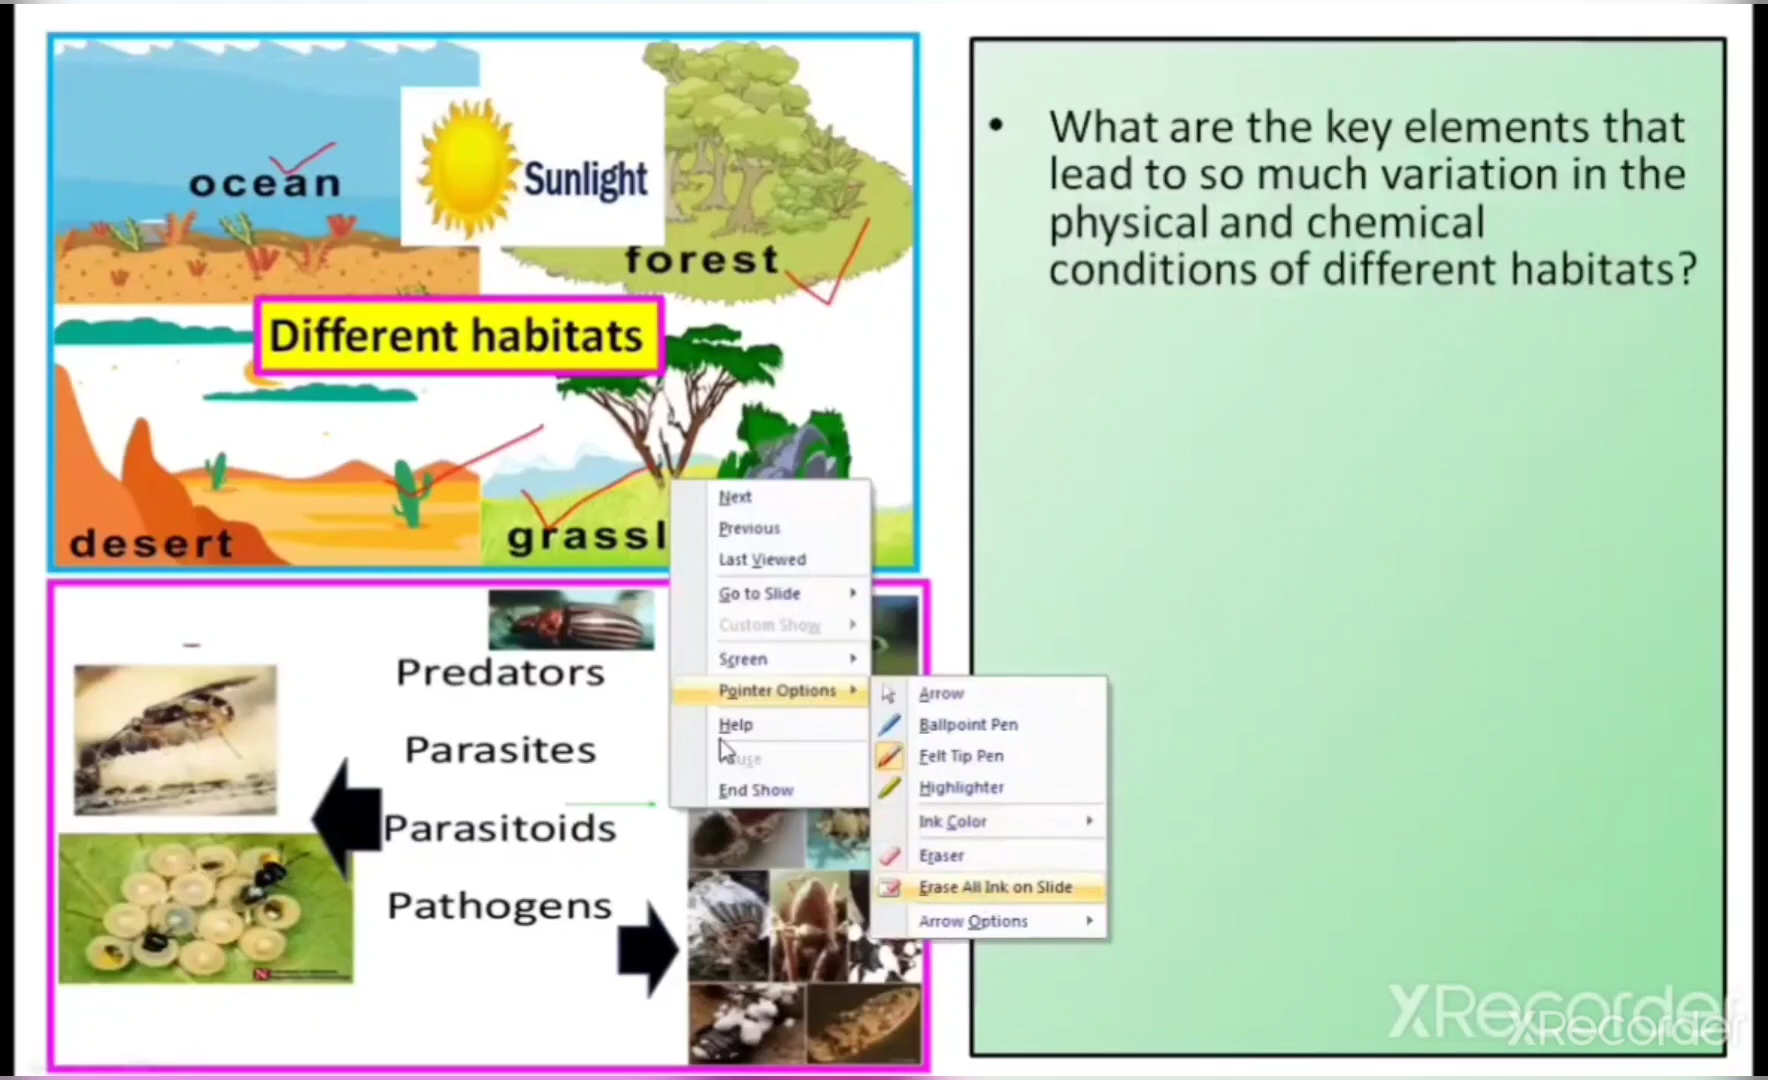 ocean
Sunlight
forest
Different habitats
desert
grassl
Predators
Parasites
Parasitoids
Pathogens
Next
Previous
Last Viewed
Go to Slide
Custom Show
Screen
Pointer Options
Help
End Show
Arrow
Ballpoint Pen
Felt Tip Pen
Highlighter
Ink Color
Eraser
Erase All Ink on Slide
Arrow Options
• What are the key elements that
lead to so much variation in the
physical and chemical
conditions of different habitats?
XRecorder
XRecorder